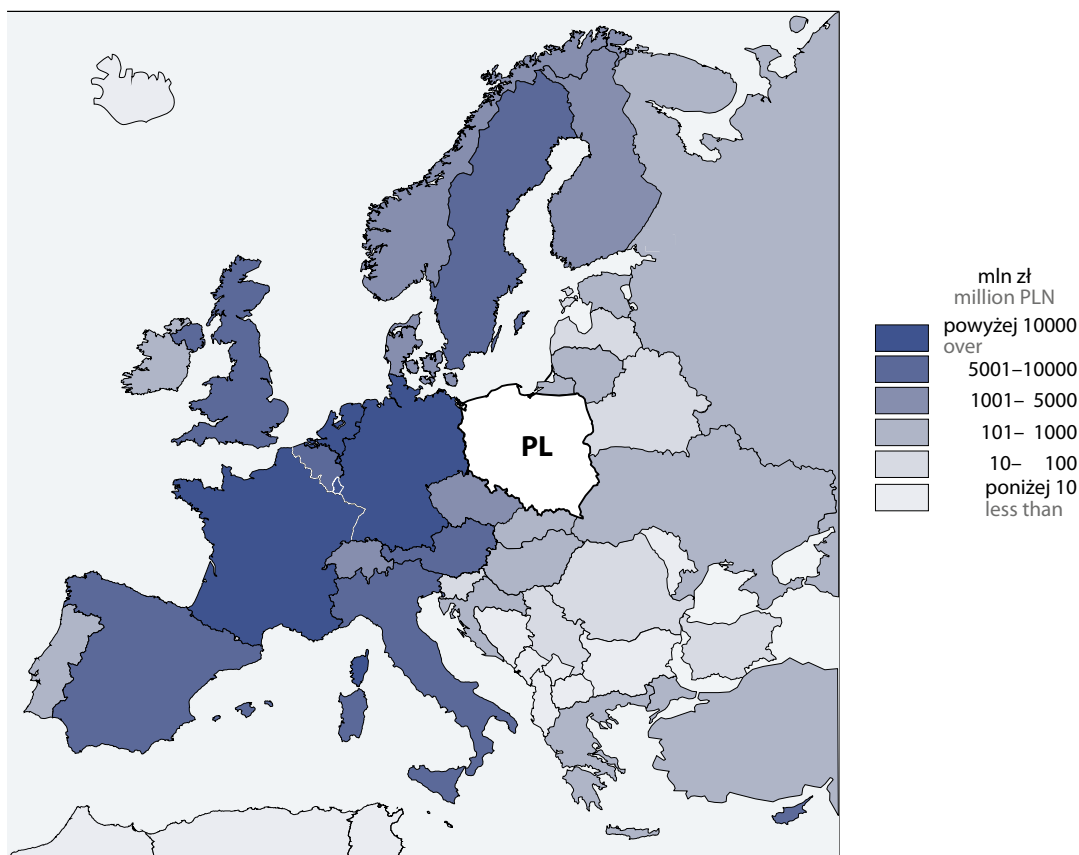 PL
mln zł
million PLN
powyżej 10000
over
5001–10000
1001– 5000
101– 1000
10– 100
poniżej 10
less than